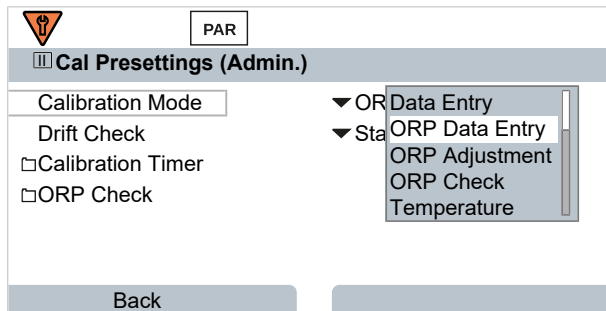 PAR
II Cal Presettings (Admin.)
Calibration Mode
OR
Data Entry
Drift Check
Sta
ORP Data Entry
Calibration Timer
ORP Adjustment
ORP Check
ORP Check
Temperature
Back